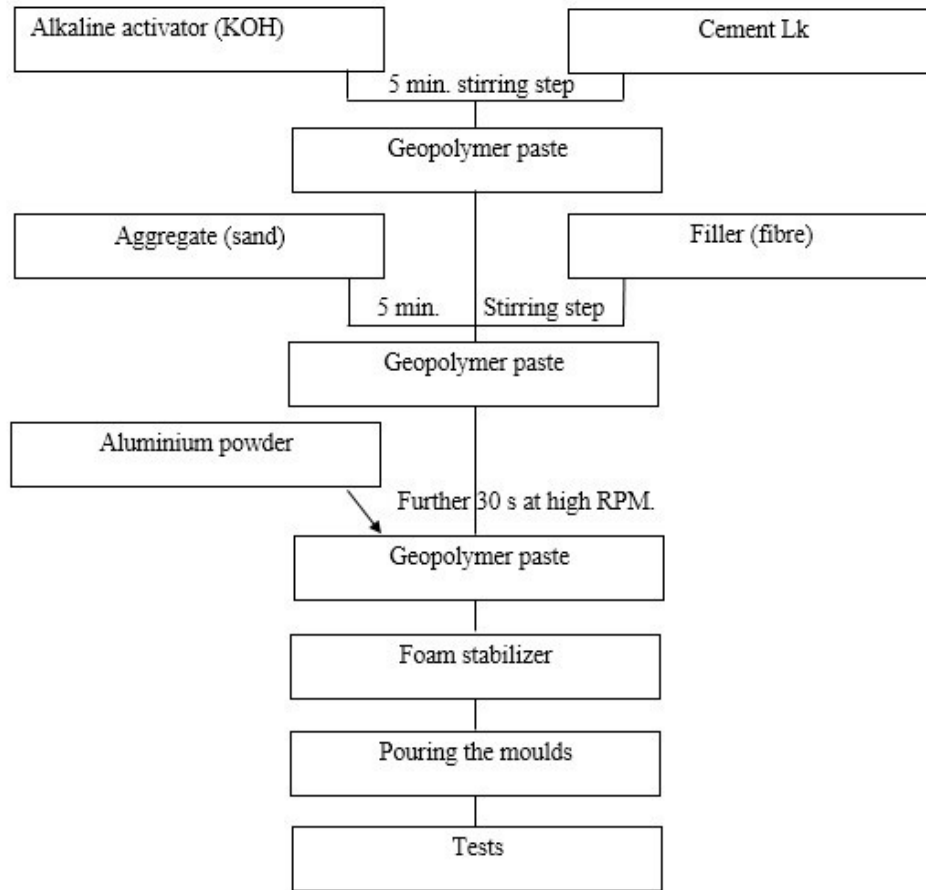 Alkaline activator (KOH)
Cement Lk
5 min. stirring step
Geopolymer paste
Aggregate (sand)
Filler (fibre)
5 min. Stirring step
Geopolymer paste
Aluminium powder
Further 30 s at high RPM.
Geopolymer paste
Foam stabilizer
Pouring the moulds
Tests